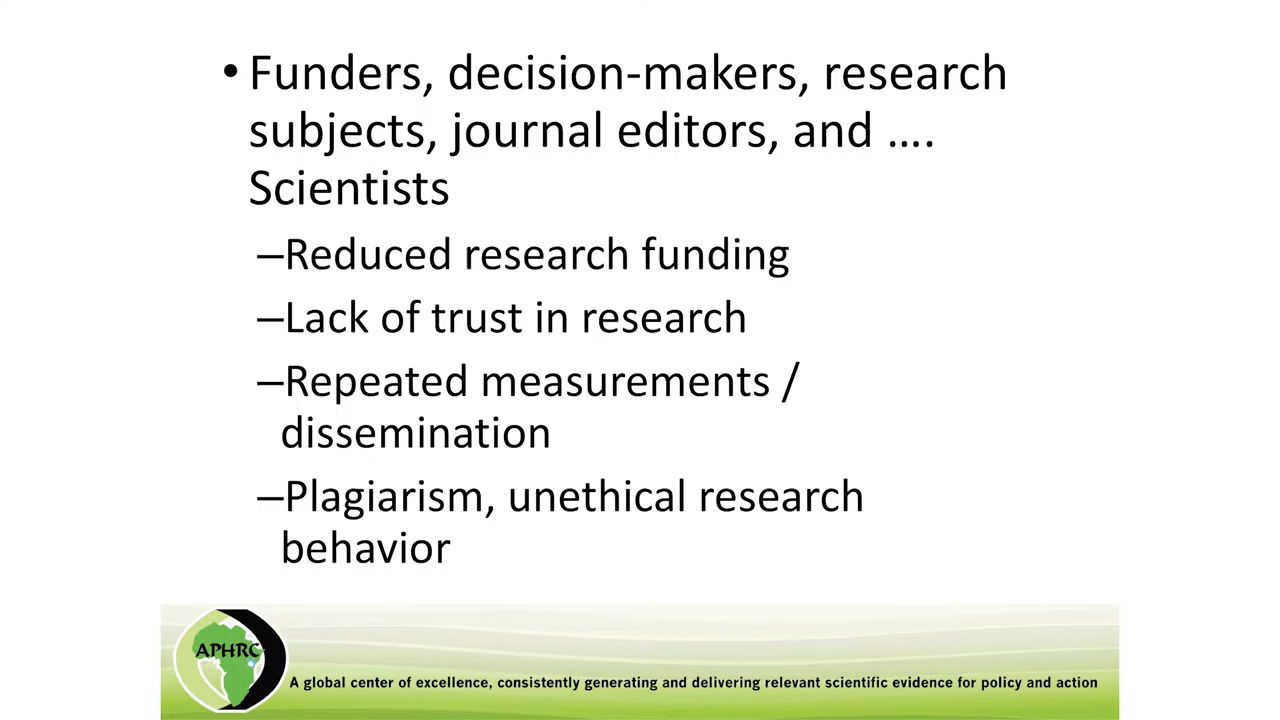 • Funders, decision-makers, research
subjects, journal editors, and ....
Scientists
–Reduced research funding
–Lack of trust in research
–Repeated measurements /
dissemination
–Plagiarism, unethical research
behavior
APHRC
A global center of excellence, consistently generating and delivering relevant scientific evidence for policy and action